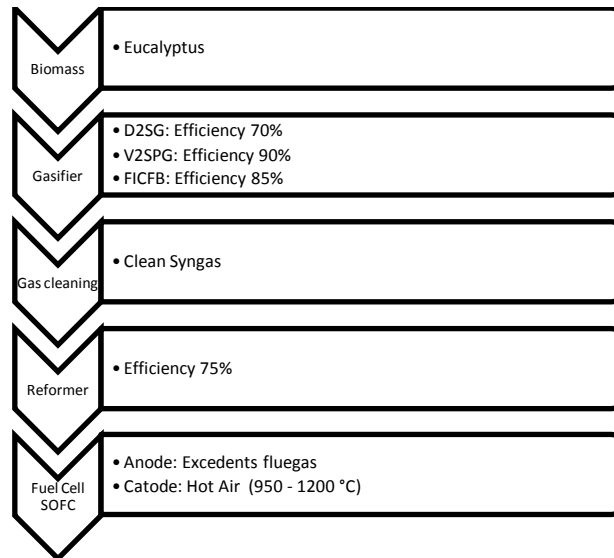 Biomass
• Eucalyptus
Gasifier
• D2SG: Efficiency 70%
• V2SPG: Efficiency 90%
• FICFB: Efficiency 85%
Gas cleaning
• Clean Syngas
Reformer
• Efficiency 75%
Fuel Cell
SOFC
• Anode: Excedents fluegas
• Catode: Hot Air (950 - 1200 °C)